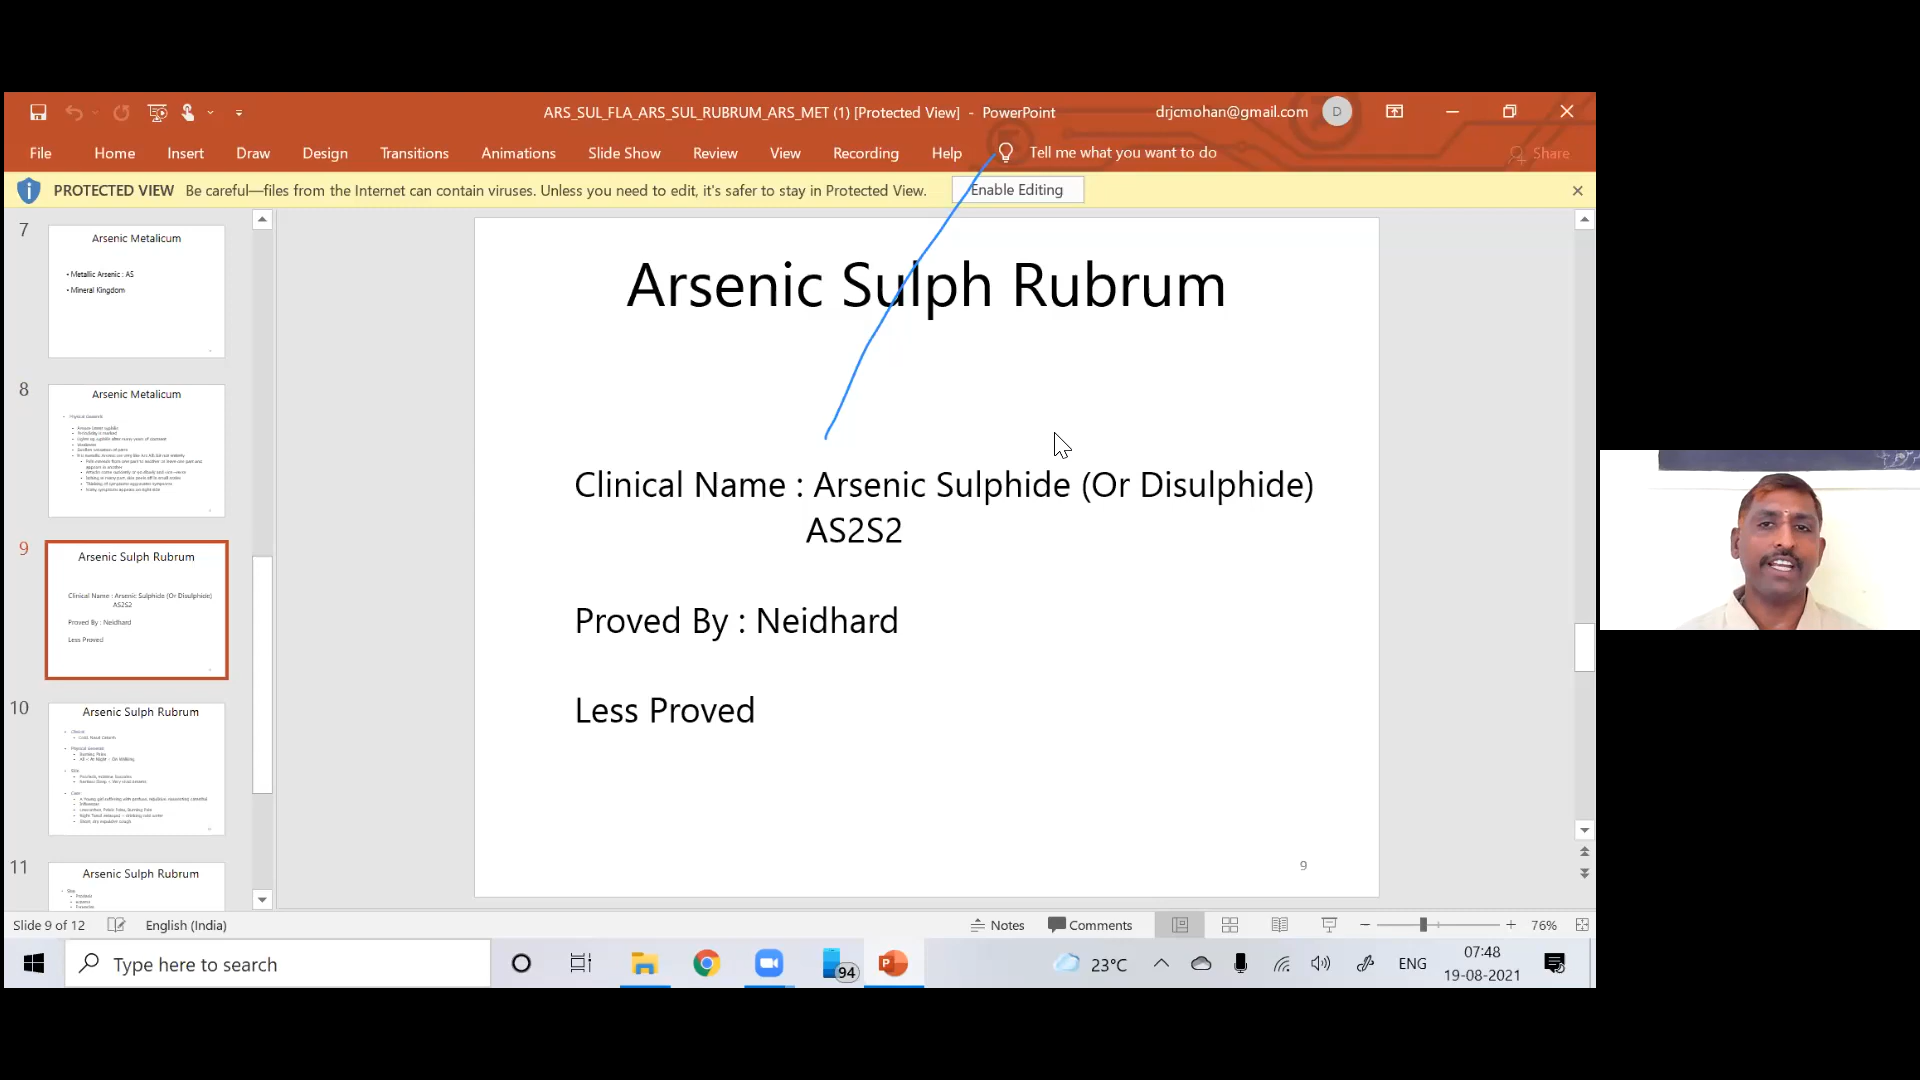 ARS_SUL_FLA_ARS_SUL_RUBRUM_ARS_MET (1) [Protected View] - PowerPoint
drjcmohan@gmail.com
D
File Home Insert Draw Design Transitions Animations Slide Show Review View Recording Help Tell me what you want to do Share
PROTECTED VIEW Be careful—files from the Internet can contain viruses. Unless you need to edit, it's safer to stay in Protected View. Enable Editing
7
Arsenic Metalicum
• Metallic Arsenic : AS
• Mineral Kingdom
8
Arsenic Metalicum
9
Arsenic Sulph Rubrum
Clinical Name : Arsenic Sulphide (Or Disulphide)
AS2S2
Proved By : Neidhard
Less Proved
10
Arsenic Sulph Rubrum
11
Arsenic Sulph Rubrum
Arsenic Sulph Rubrum
Clinical Name : Arsenic Sulphide (Or Disulphide)
AS2S2
Proved By : Neidhard
Less Proved
9
Slide 9 of 12 English (India) Notes Comments 76%
Type here to search
94
23°C
ENG
07:48
19-08-2021